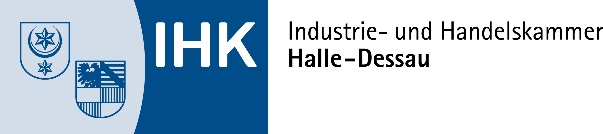 IHK
Industrie- und Handelskammer
Halle-Dessau